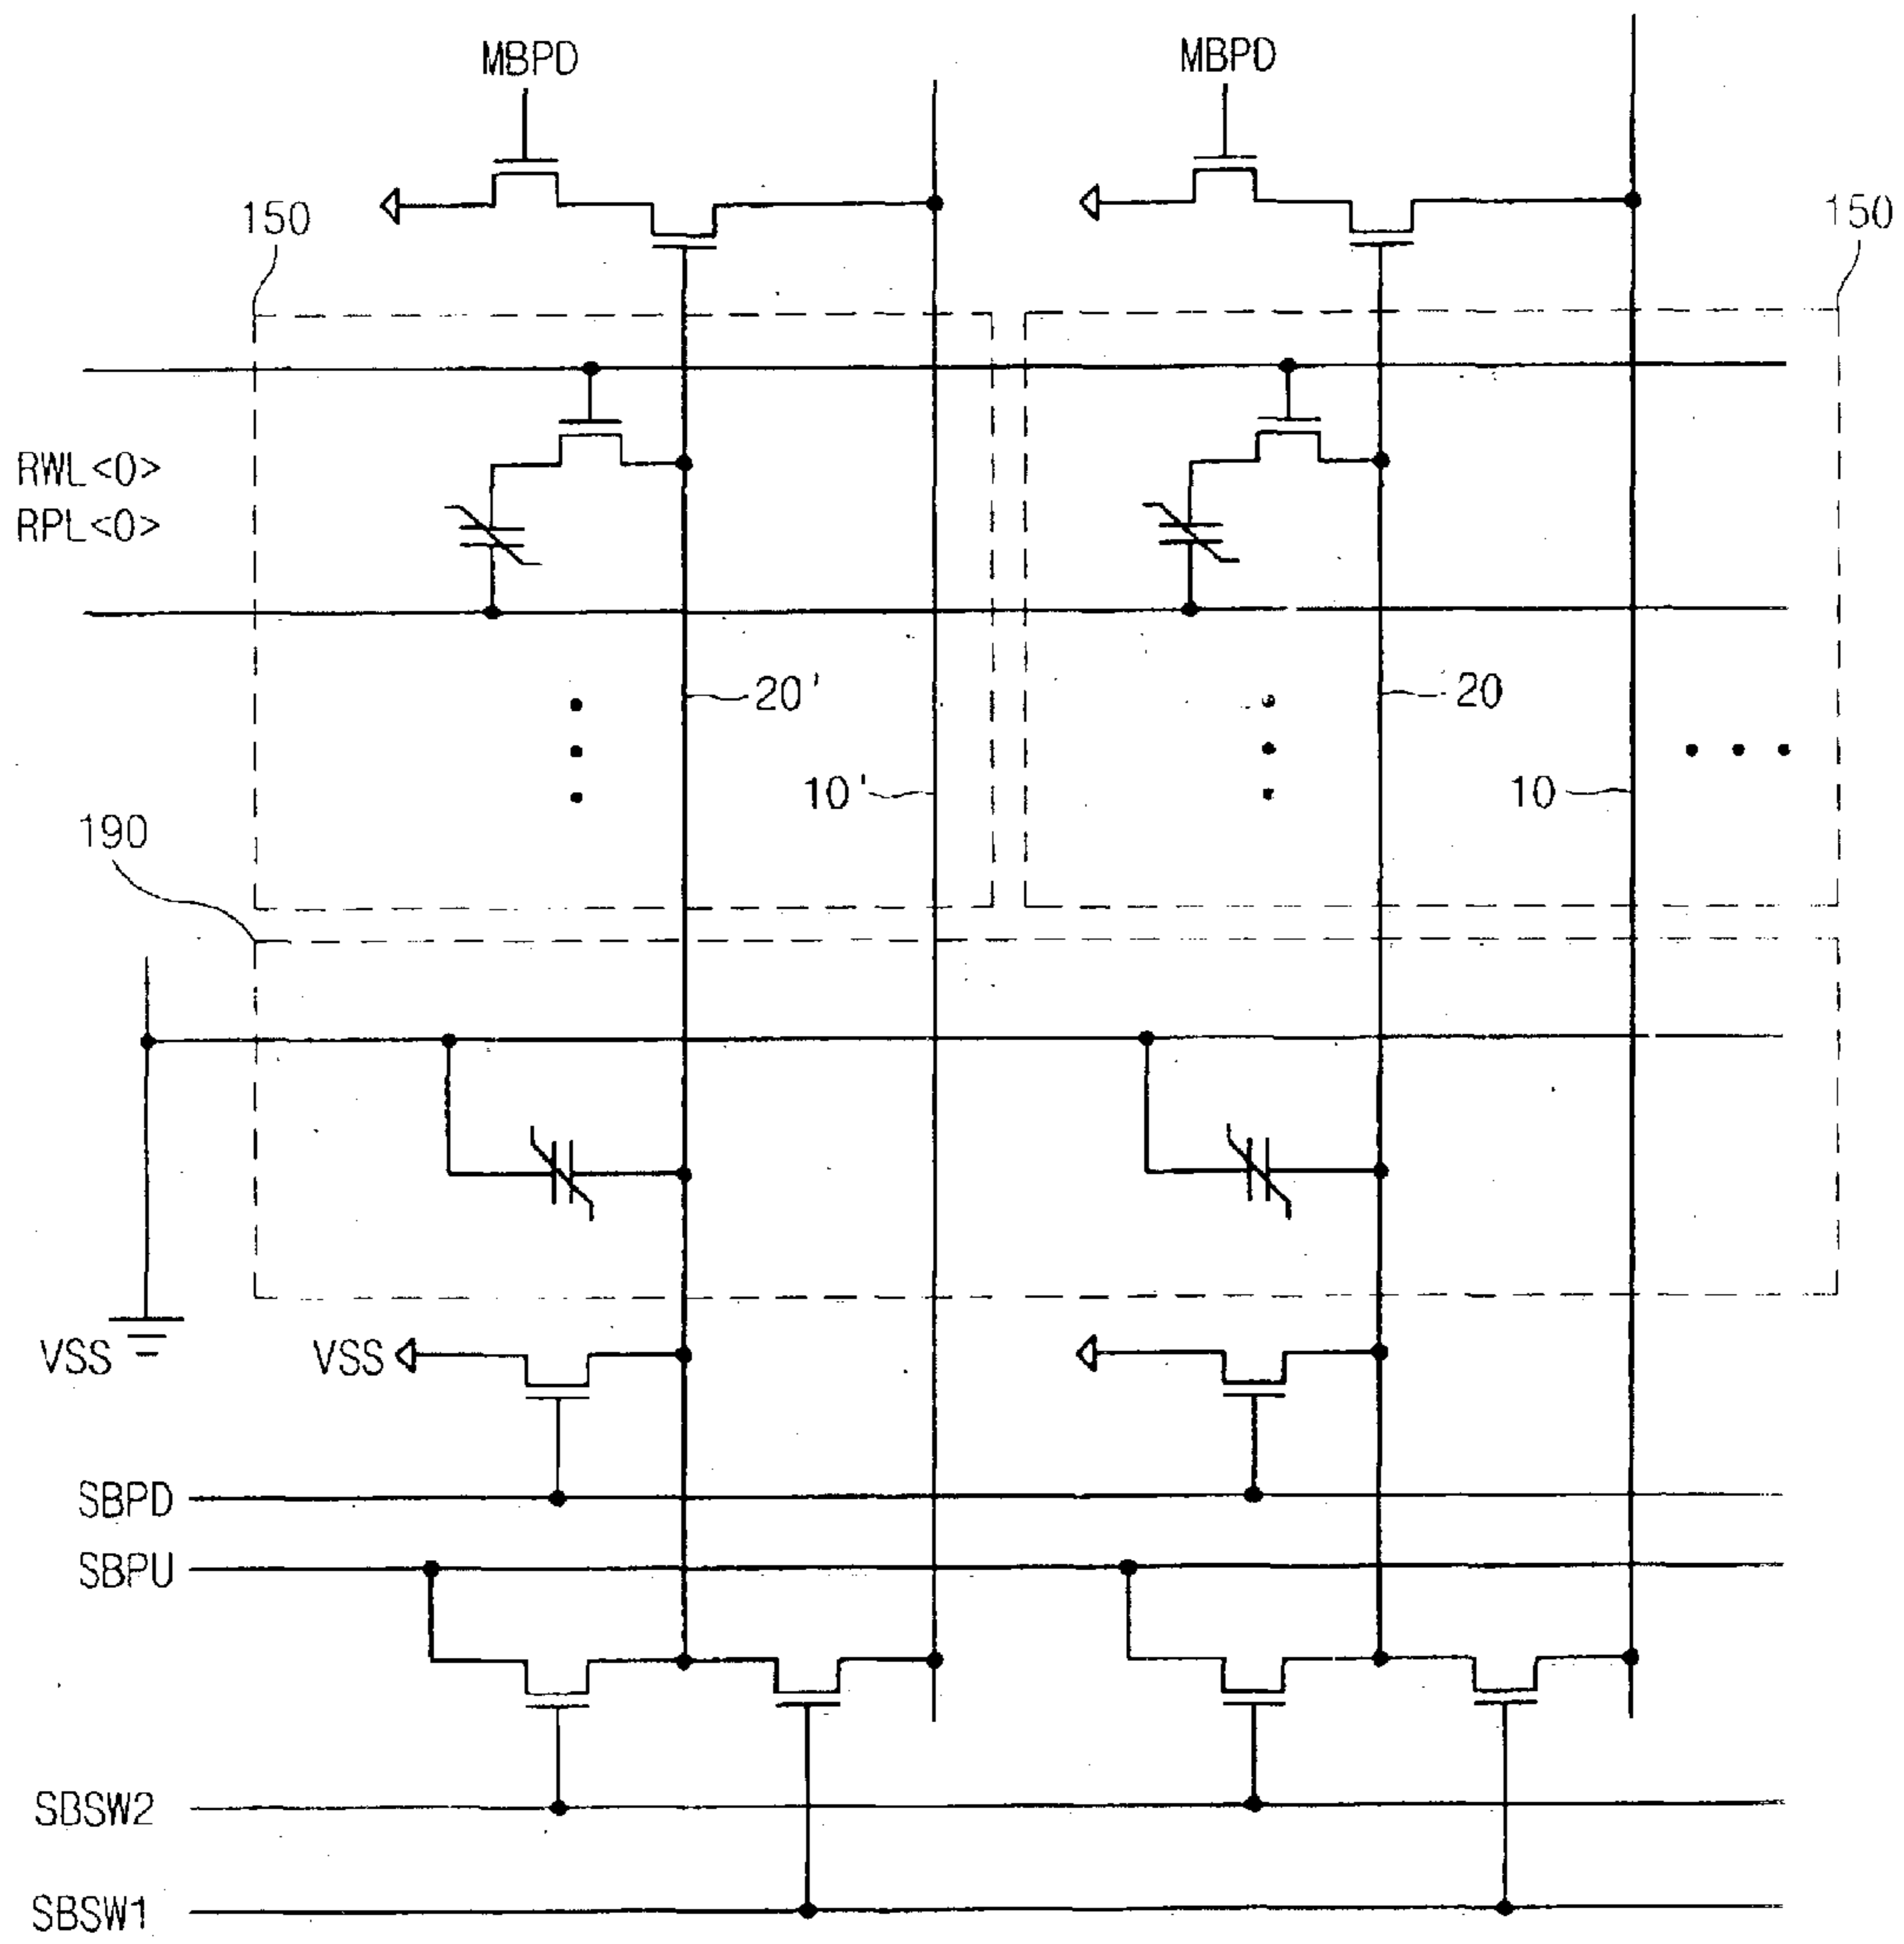 MBPD MBPD
150 150
RWL<0>
RPL<0>
20' 20
10' 10
190
VSS VSS
SBPD
SBPU
SBSW2
SBSW1